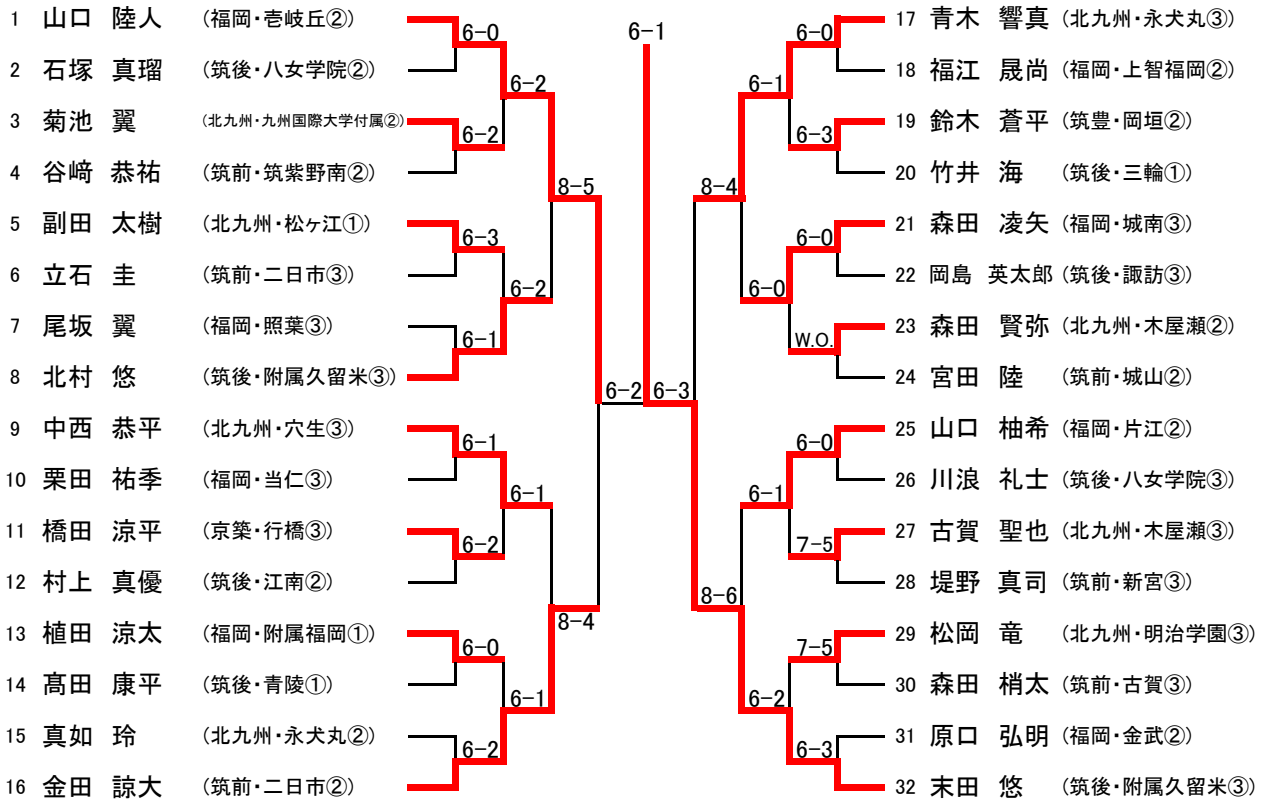 1 山口 陸人 (福岡・壱岐丘②)
6-0
2 石塚 真瑠 (筑後・八女学院②)
6-2
3 菊池 翼 (北九州・九州国際大学付属②)
6-2
4 谷﨑 恭祐 (筑前・筑紫野南②)
8-5
5 副田 太樹 (北九州・松ヶ江①)
6-3
6 立石 圭 (筑前・二日市③)
6-2
7 尾坂 翼 (福岡・照葉③)
6-1
8 北村 悠 (筑後・附属久留米③)
6-2
9 中西 恭平 (北九州・穴生③)
6-1
10 栗田 祐季 (福岡・当仁③)
6-1
11 橋田 涼平 (京築・行橋③)
6-2
12 村上 真優 (筑後・江南②)
8-4
13 植田 涼太 (福岡・附属福岡①)
6-0
14 髙田 康平 (筑後・青陵①)
6-1
15 真如 玲 (北九州・永犬丸②)
6-2
16 金田 諒大 (筑前・二日市②)
6-1
17 青木 響真 (北九州・永犬丸③)
6-0
18 福江 晟尚 (福岡・上智福岡②)
6-1
19 鈴木 蒼平 (筑豊・岡垣②)
6-3
20 竹井 海 (筑後・三輪①)
8-4
21 森田 凌矢 (福岡・城南③)
6-0
22 岡島 英太郎 (筑後・諏訪③)
6-0
23 森田 賢弥 (北九州・木屋瀬②)
W.O.
24 宮田 陸 (筑前・城山②)
6-3
25 山口 柚希 (福岡・片江②)
6-0
26 川浪 礼士 (筑後・八女学院③)
6-1
27 古賀 聖也 (北九州・木屋瀬③)
7-5
28 堤野 真司 (筑前・新宮③)
8-6
29 松岡 竜 (北九州・明治学園③)
7-5
30 森田 梢太 (筑前・古賀③)
6-2
31 原口 弘明 (福岡・金武②)
6-3
32 末田 悠 (筑後・附属久留米③)